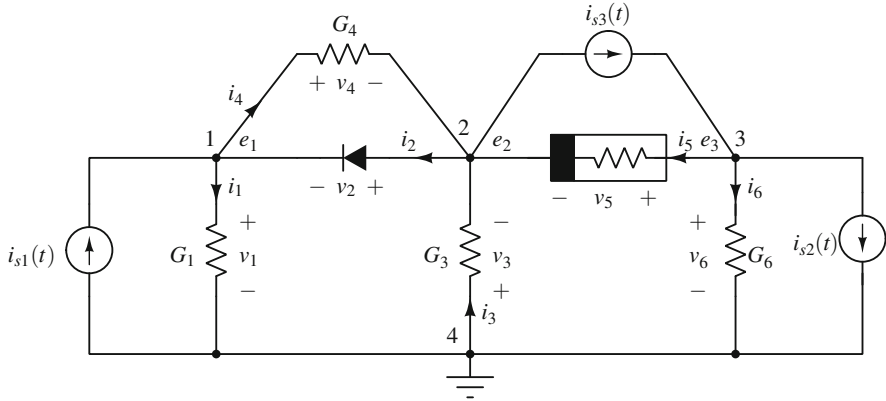 G4
is3(t)
+ v4 −
i4
1 e1
i2
2 e2
i5 e3 3
− v2 +
− v5 +
i1
i6
is1(t)
G1
+ v1 −
G3
− v3 +
+ v6 −
G6
is2(t)
i3
4